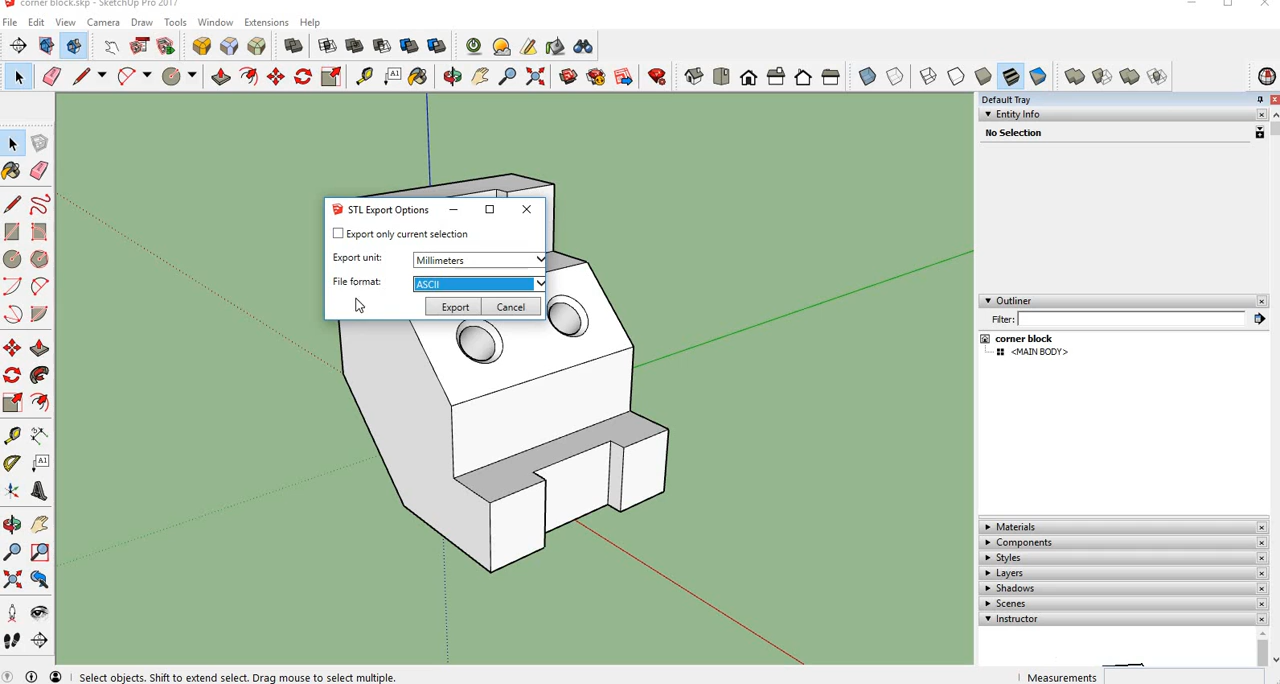 corner block.skp - SketchUp Pro 2017
File Edit View Camera Draw Tools Window Extensions Help
A1
Default Tray
Entity Info
No Selection
STL Export Options
Export only current selection
Export unit: Millimeters
File format: ASCII
Export Cancel
Outliner
Filter:
corner block
<MAIN BODY>
A1
Materials
Components
Styles
Layers
Shadows
Scenes
Instructor
Select objects. Shift to extend select. Drag mouse to select multiple.
Measurements